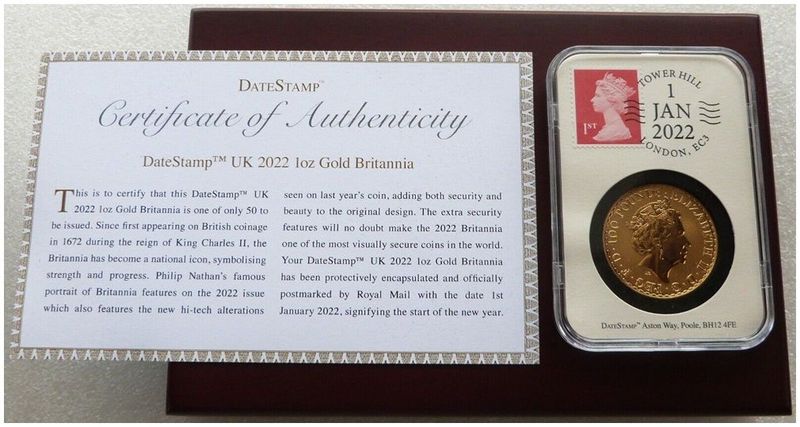 DATESTAMP™
Certificate of Authenticity
DateStamp™ UK 2022 1oz Gold Britannia
This is to certify that this DateStamp™ UK
2022 1oz Gold Britannia is one of only 50 to
be issued. Since first appearing on British coinage
in 1672 during the reign of King Charles II, the
Britannia has become a national icon, symbolising
strength and progress. Philip Nathan's famous
portrait of Britannia features on the 2022 issue
which also features the new hi-tech alterations
seen on last year's coin, adding both security and
beauty to the original design. The extra security
features will no doubt make the 2022 Britannia
one of the most visually secure coins in the world.
Your DateStamp™ UK 2022 1oz Gold Britannia
has been protectively encapsulated and officially
postmarked by Royal Mail with the date 1st
January 2022, signifying the start of the new year.
1ST
TOWER HILL
1
JAN
2022
LONDON, EC3
ELIZABETH II · D · G · REG · F · D · 100 POUNDS
DATESTAMP™ Aston Way, Poole, BH12 4FE